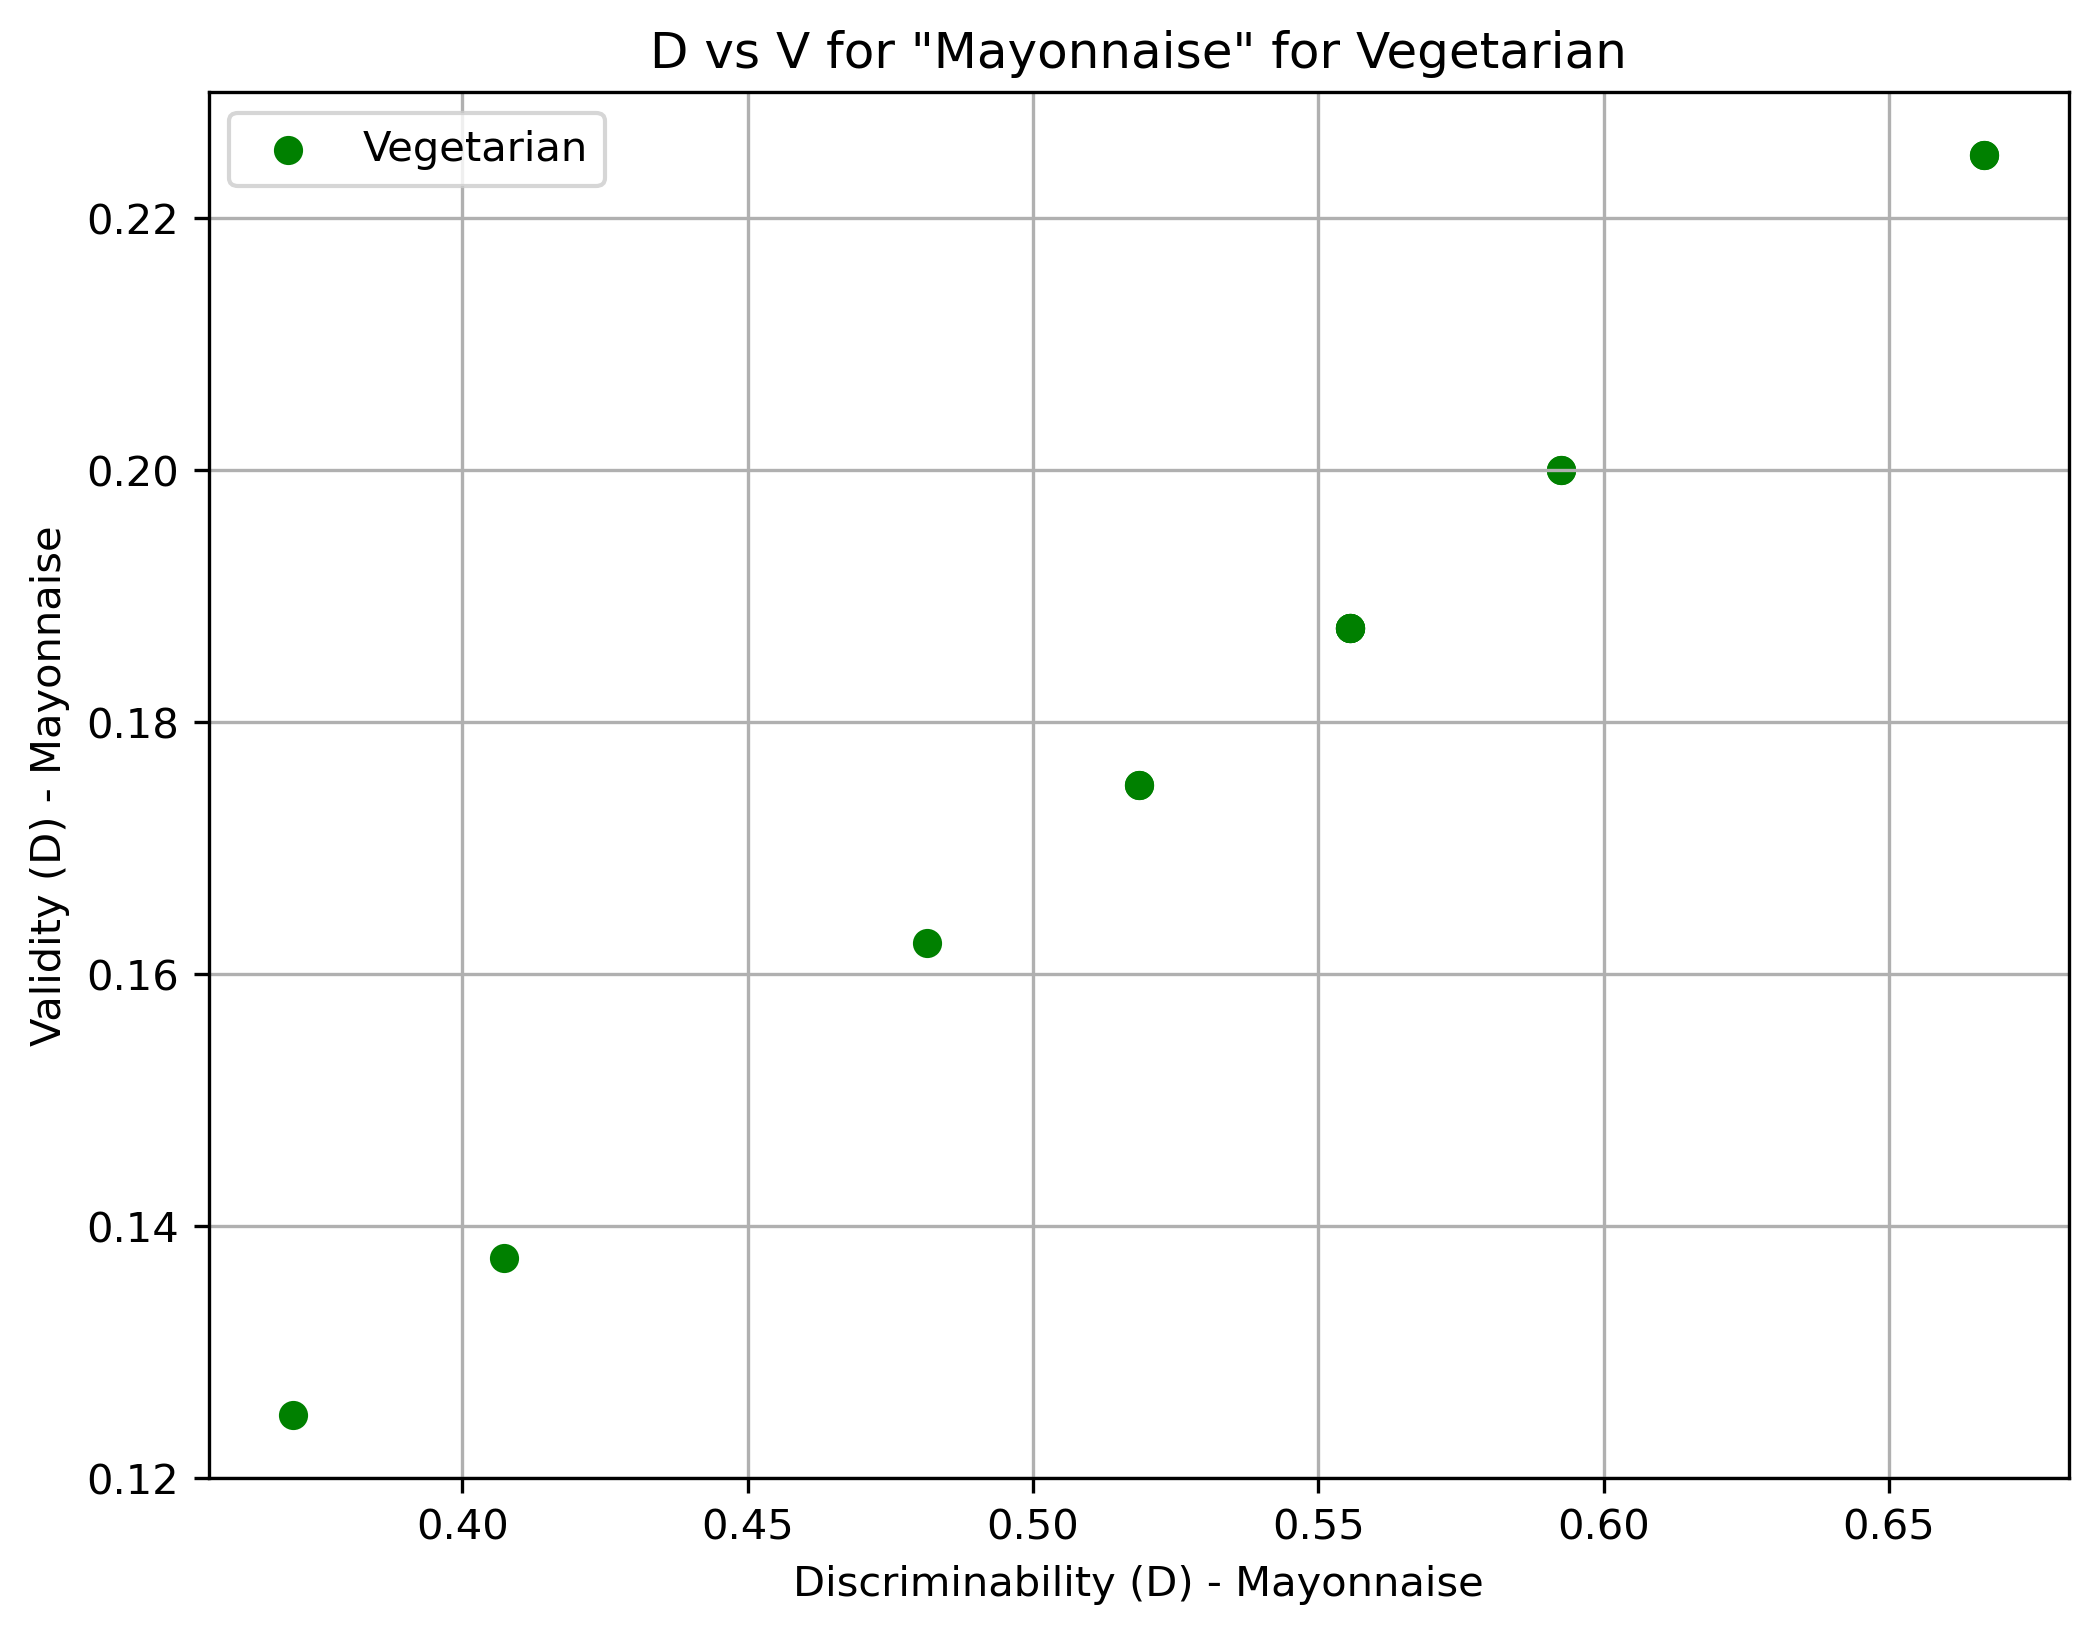 D vs V for "Mayonnaise" for Vegetarian
Vegetarian
Validity (D) - Mayonnaise
0.22
0.20
0.18
0.16
0.14
0.12
0.40 0.45 0.50 0.55 0.60 0.65
Discriminability (D) - Mayonnaise